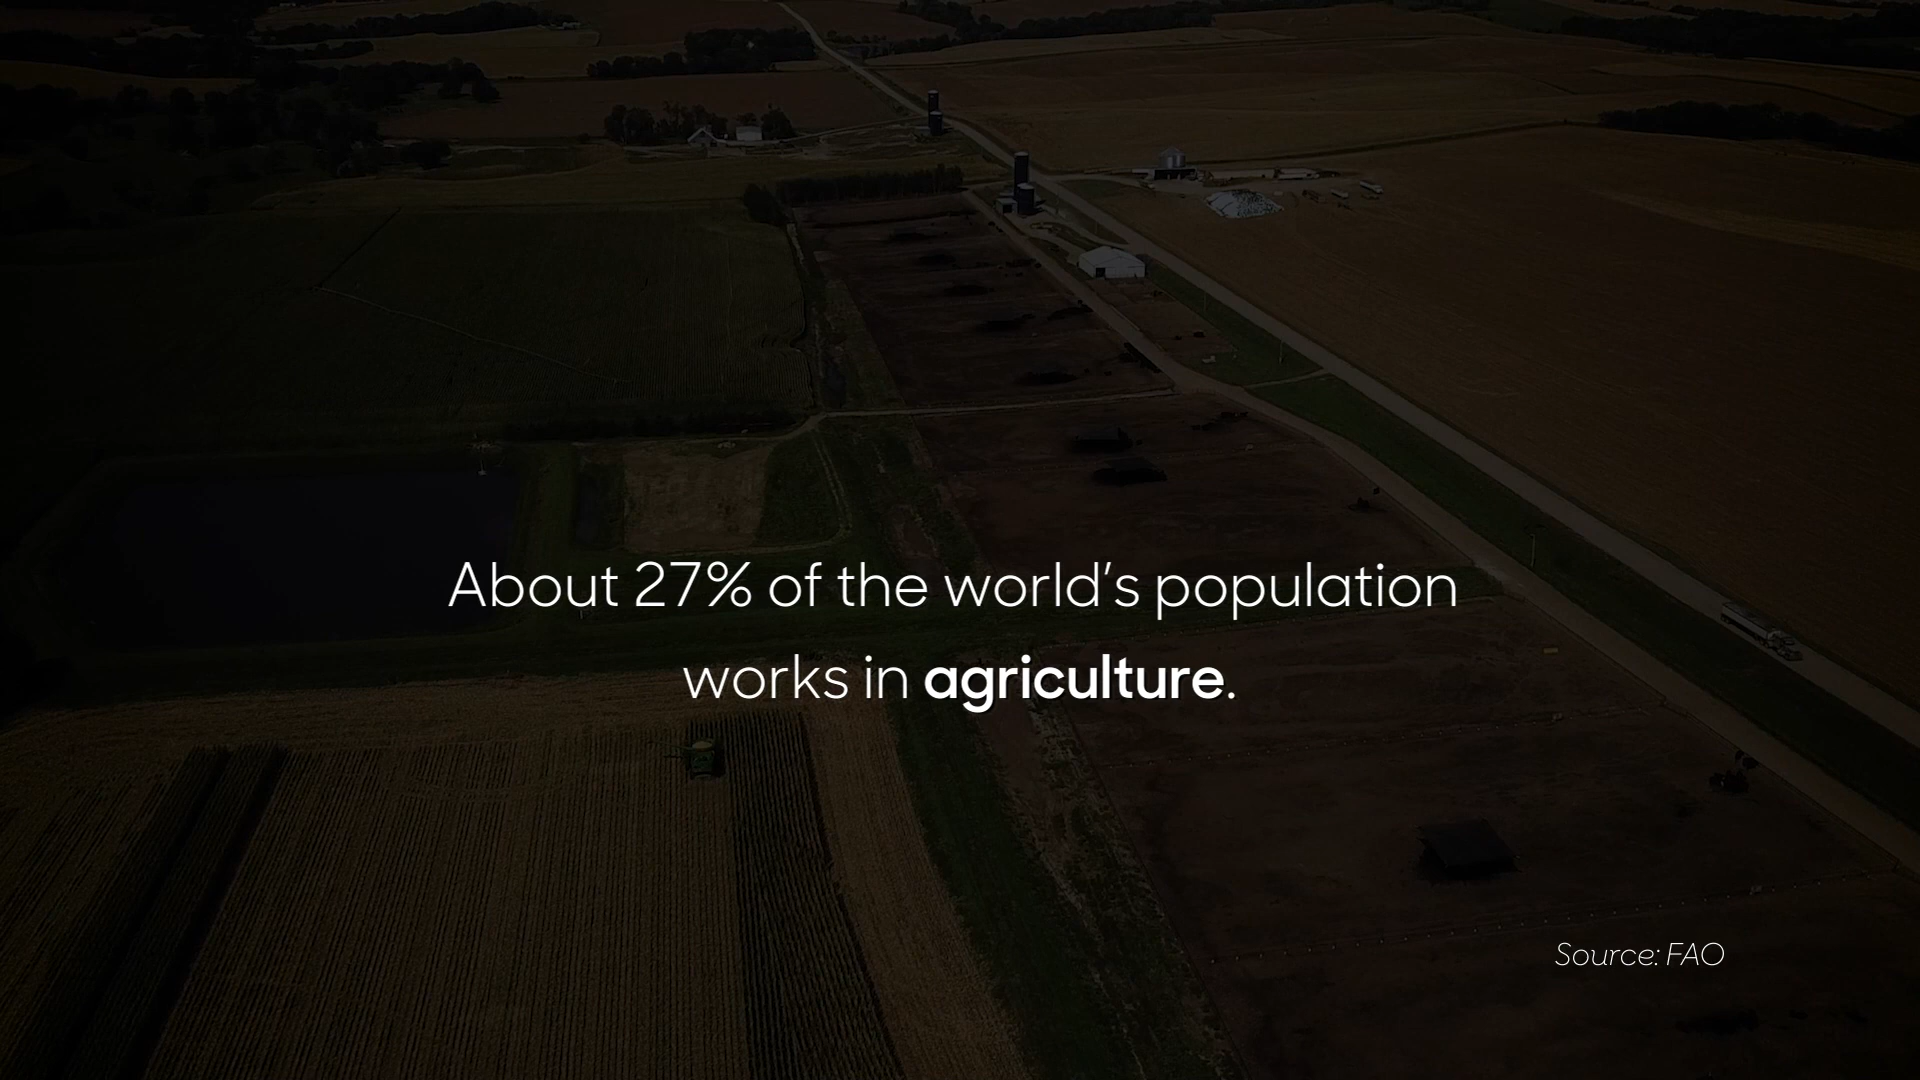 About 27% of the world’s population
works in agriculture.
Source: FAO